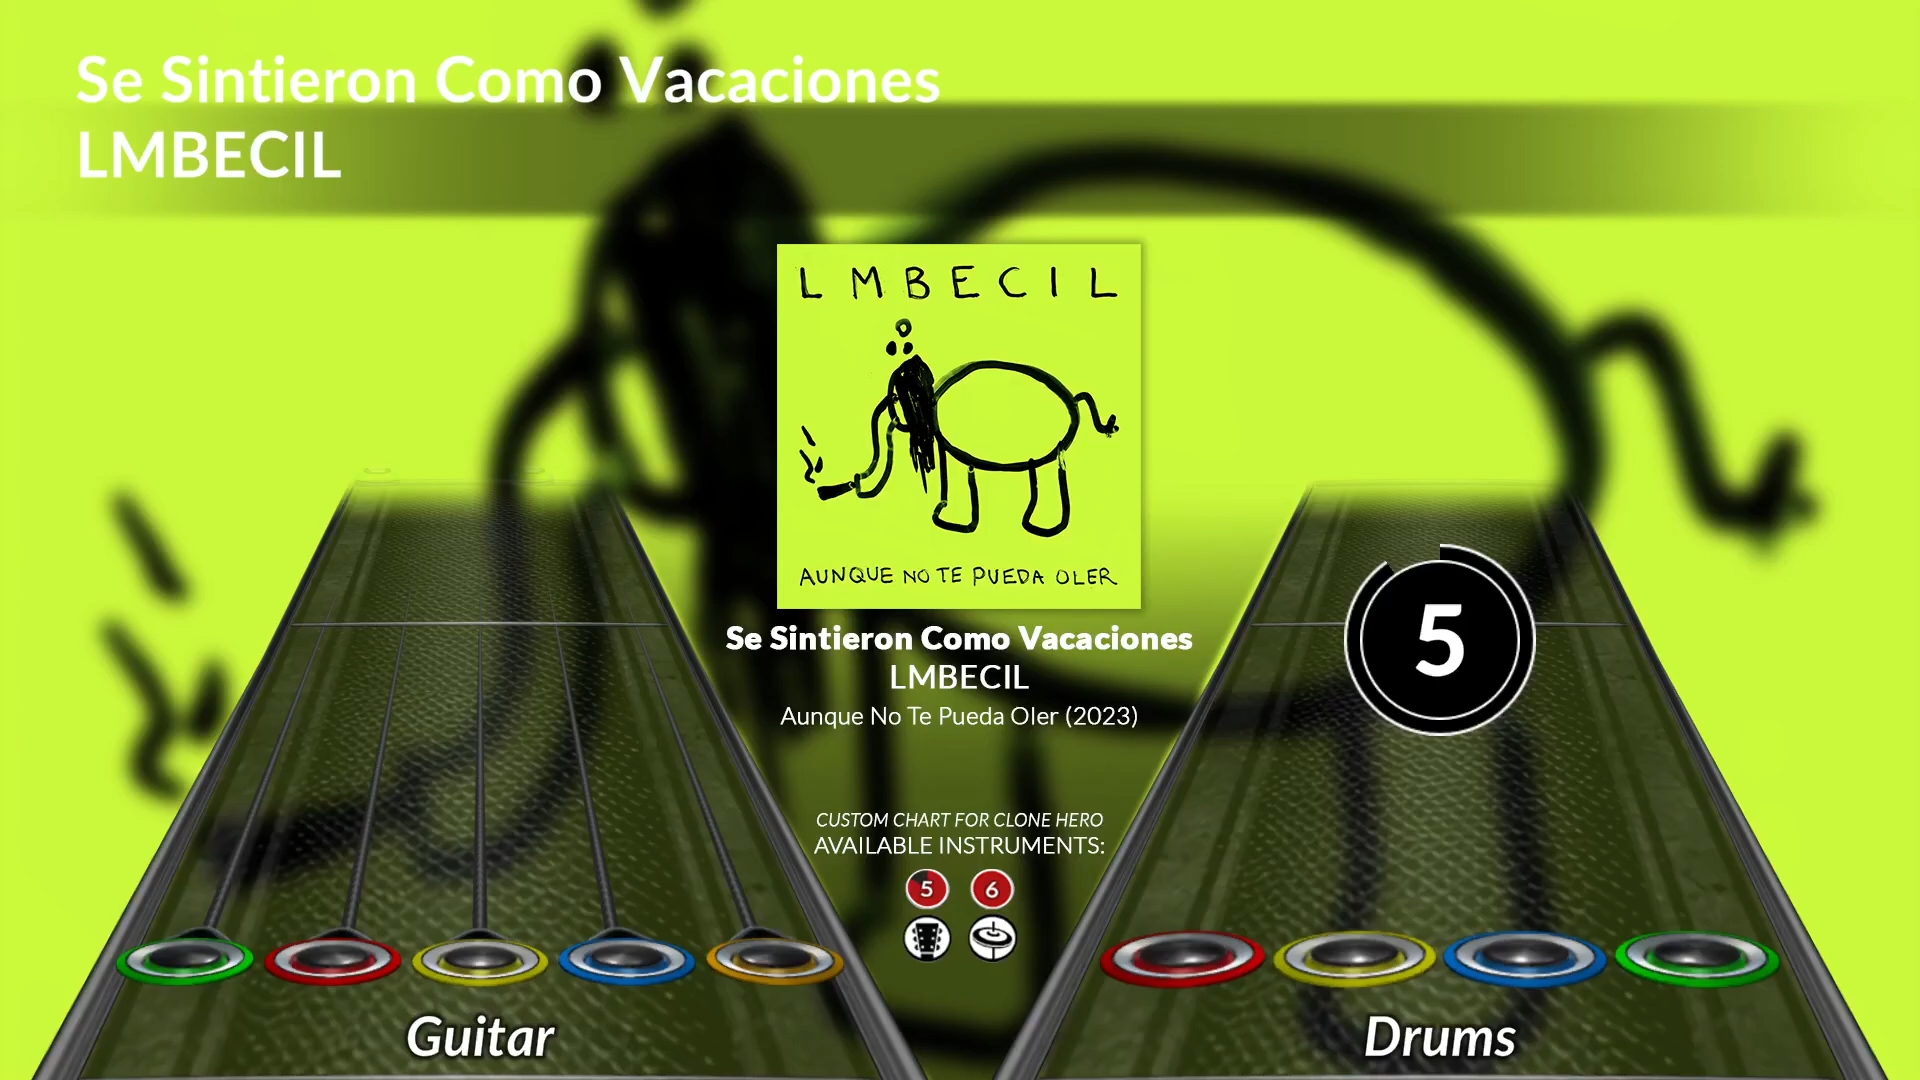 Se Sintieron Como Vacaciones
LMBECIL
LMBECIL
AUNQUE NO TE PUEDA OLER
Se Sintieron Como Vacaciones
LMBECIL
Aunque No Te Pueda Oler (2023)
5
CUSTOM CHART FOR CLONE HERO
AVAILABLE INSTRUMENTS:
5 6
Guitar
Drums